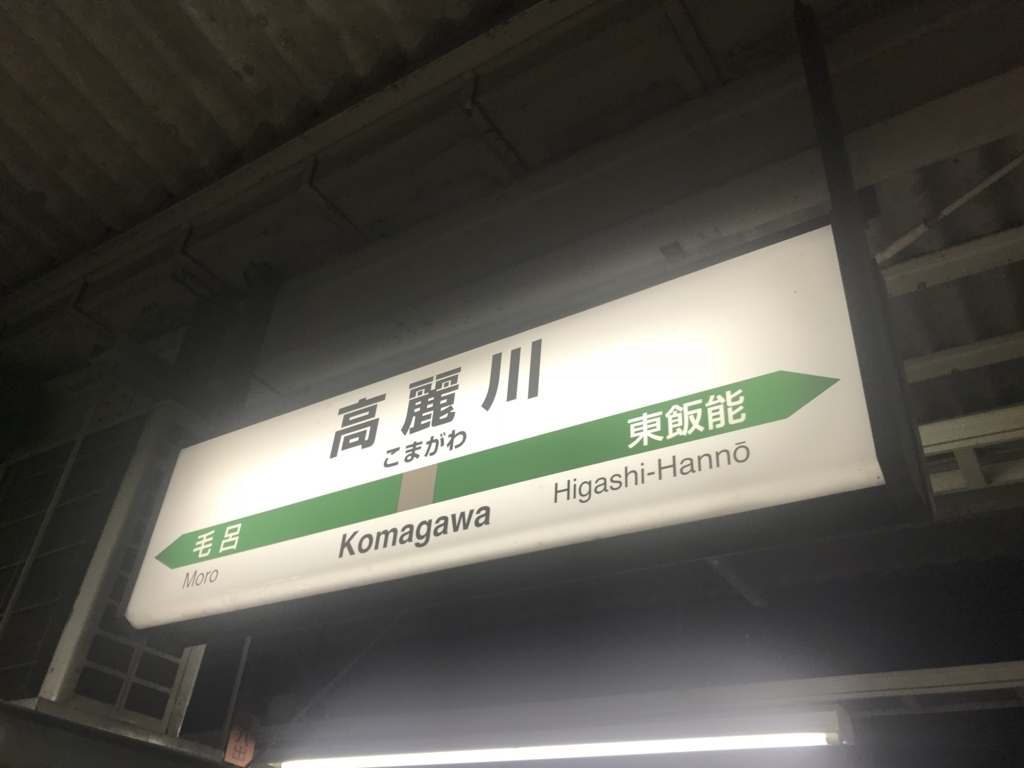 高麗川
こまがわ
東飯能
毛呂
Komagawa
Higashi-Hannō
Moro